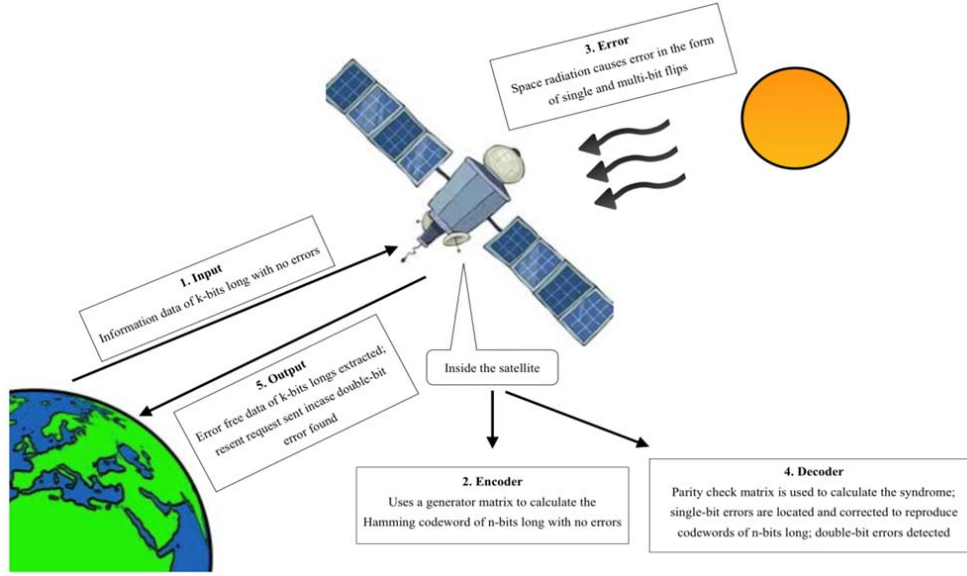 1. Input
Information data of k-bits long with no errors
Inside the satellite
2. Encoder
Uses a generator matrix to calculate the
Hamming codeword of n-bits long with no errors
3. Error
Space radiation causes error in the form
of single and multi-bit flips
4. Decoder
Parity check matrix is used to calculate the syndrome;
single-bit errors are located and corrected to reproduce
codewords of n-bits long; double-bit errors detected
5. Output
Error free data of k-bits longs extracted;
resent request sent incase double-bit
error found